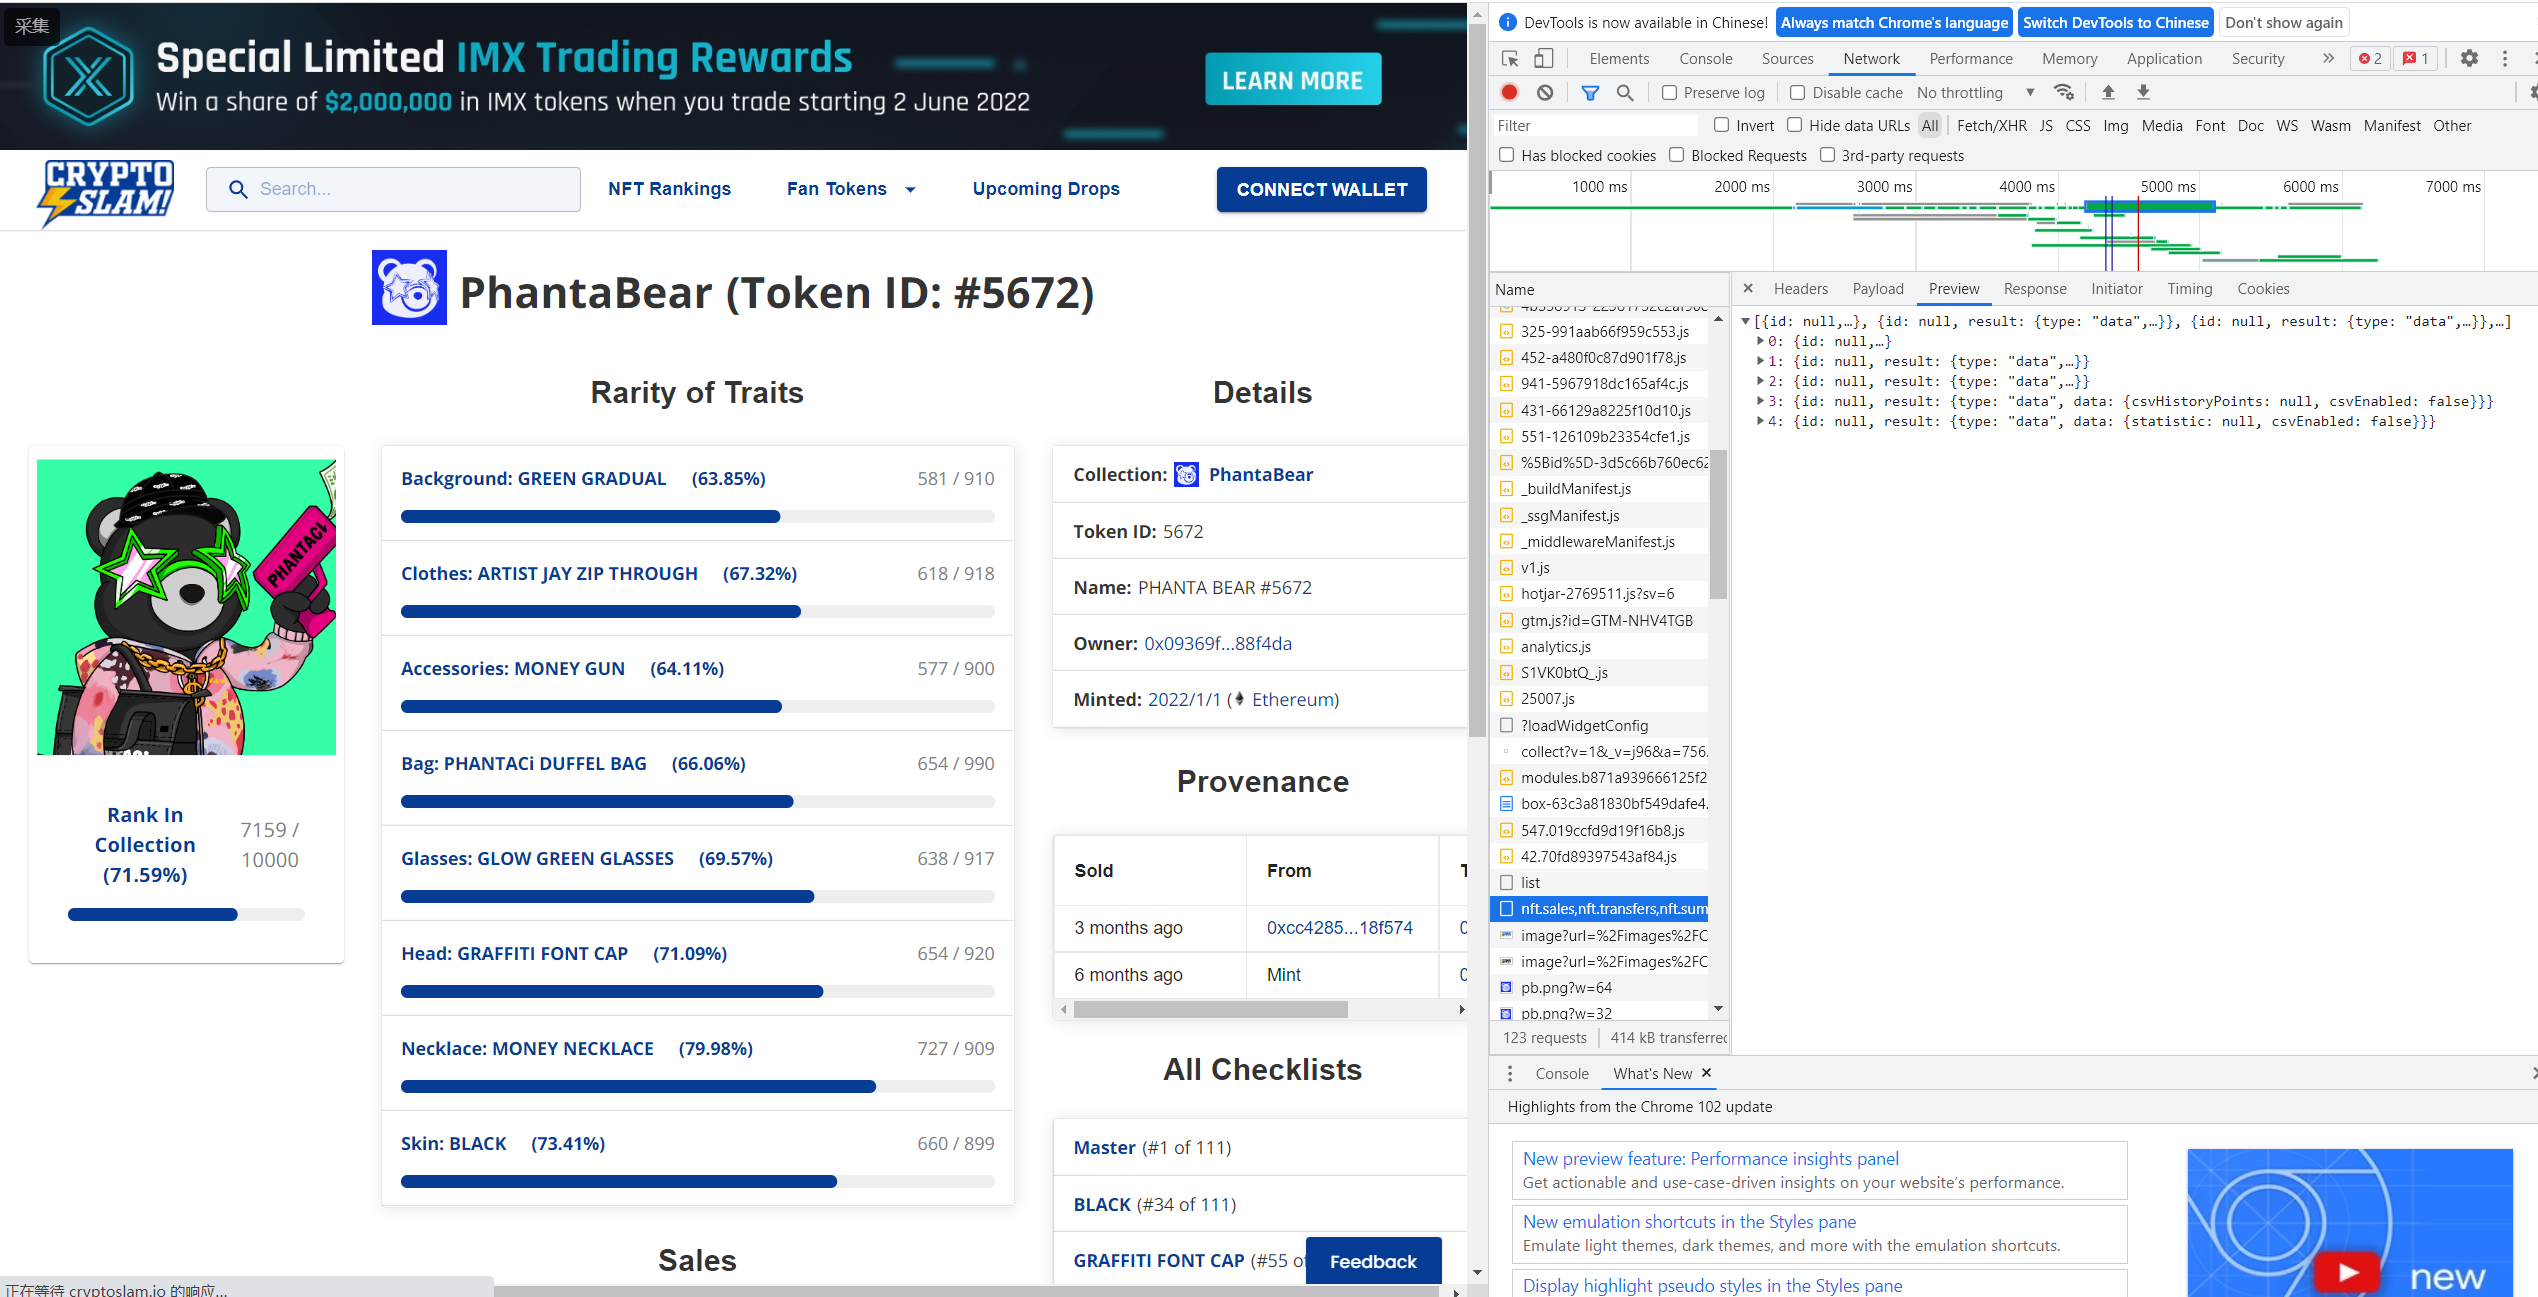 采集
Special Limited IMX Trading Rewards
Win a share of $2,000,000 in IMX tokens when you trade starting 2 June 2022
LEARN MORE
CRYPTO SLAM!
Search...
NFT Rankings
Fan Tokens
Upcoming Drops
CONNECT WALLET
PhantaBear (Token ID: #5672)
Rarity of Traits
PHANTACI
Rank In Collection (71.59%)
7159 / 10000
Background: GREEN GRADUAL (63.85%) 581 / 910
Clothes: ARTIST JAY ZIP THROUGH (67.32%) 618 / 918
Accessories: MONEY GUN (64.11%) 577 / 900
Bag: PHANTACi DUFFEL BAG (66.06%) 654 / 990
Glasses: GLOW GREEN GLASSES (69.57%) 638 / 917
Head: GRAFFITI FONT CAP (71.09%) 654 / 920
Necklace: MONEY NECKLACE (79.98%) 727 / 909
Skin: BLACK (73.41%) 660 / 899
Sales
Details
Collection: PhantaBear
Token ID: 5672
Name: PHANTA BEAR #5672
Owner: 0x09369f...88f4da
Minted: 2022/1/1 (Ethereum)
Provenance
Sold From
3 months ago 0xcc4285...18f574
6 months ago Mint
All Checklists
Master (#1 of 111)
BLACK (#34 of 111)
GRAFFITI FONT CAP (#55
Feedback
正在等待 cryptoslam.io 的响应...
DevTools is now available in Chinese!
Always match Chrome's language
Switch DevTools to Chinese
Don't show again
Elements Console Sources Network Performance Memory Application Security » 2 1
Preserve log Disable cache No throttling
Filter Invert Hide data URLs All Fetch/XHR JS CSS Img Media Font Doc WS Wasm Manifest Other
Has blocked cookies Blocked Requests 3rd-party requests
1000 ms 2000 ms 3000 ms 4000 ms 5000 ms 6000 ms 7000 ms
Name
325-991aab66f959c553.js
452-a480f0c87d901f78.js
941-5967918dc165af4c.js
431-66129a8225f10d10.js
551-126109b23354cfe1.js
%5Bid%5D-3d5c66b760ec62
_buildManifest.js
_ssgManifest.js
_middlewareManifest.js
v1.js
hotjar-2769511.js?sv=6
gtm.js?id=GTM-NHV4TGB
analytics.js
S1VK0btQ_.js
25007.js
?loadWidgetConfig
collect?v=1&_v=j96&a=756.
modules.b871a939666125f2
box-63c3a81830bf549dafe4.
547.019ccfd9d19f16b8.js
42.70fd89397543af84.js
list
nft.sales,nft.transfers,nft.sum
image?url=%2Fimages%2FC
image?url=%2Fimages%2FC
pb.png?w=64
pb.png?w=32
123 requests 414 kB transferred
Headers Payload Preview Response Initiator Timing Cookies
[{id: null,…}, {id: null, result: {type: "data",…}}, {id: null, result: {type: "data",…}},…]
0: {id: null,…}
1: {id: null, result: {type: "data",…}}
2: {id: null, result: {type: "data",…}}
3: {id: null, result: {type: "data", data: {csvHistoryPoints: null, csvEnabled: false}}}
4: {id: null, result: {type: "data", data: {statistic: null, csvEnabled: false}}}
Console What's New
Highlights from the Chrome 102 update
New preview feature: Performance insights panel
Get actionable and use-case-driven insights on your website's performance.
New emulation shortcuts in the Styles pane
Emulate light themes, dark themes, and more with the emulation shortcuts.
Display highlight pseudo styles in the Styles pane
new